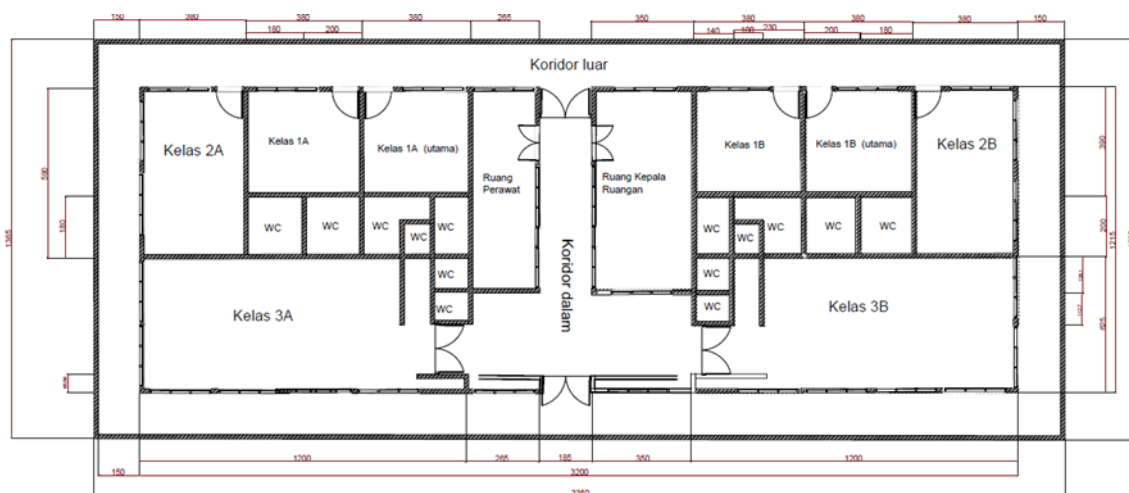 150 380 380 380 265 350 380 380 380 150
180 200 140 230 200 180
Koridor luar
Kelas 2A
Kelas 1A
Kelas 1A (utama)
Ruang
Perawat
Ruang Kepala
Ruangan
Kelas 1B
Kelas 1B (utama)
Kelas 2B
590
180
1365
390
200
1215
625
WC WC WC WC WC WC WC WC WC
WC WC WC WC
Koridor dalam
Kelas 3A
Kelas 3B
1200 265 185 350 1200
150 3200